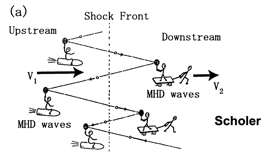 (a)
Shock Front
Upstream
Downstream
V1
V2
MHD waves
MHD waves
Scholer